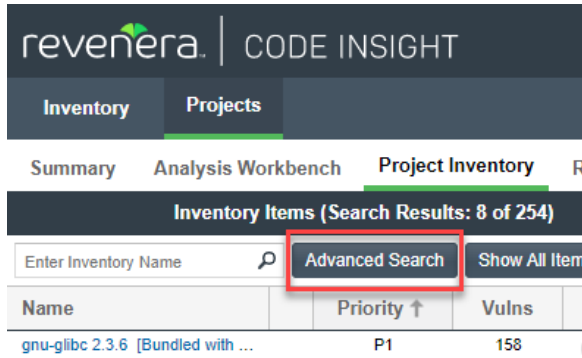 revenera. | CODE INSIGHT
Inventory Projects
Summary Analysis Workbench Project Inventory R
Inventory Items (Search Results: 8 of 254)
Enter Inventory Name Advanced Search Show All Item
Name Priority ↑ Vulns
gnu-glibc 2.3.6 [Bundled with ... P1 158